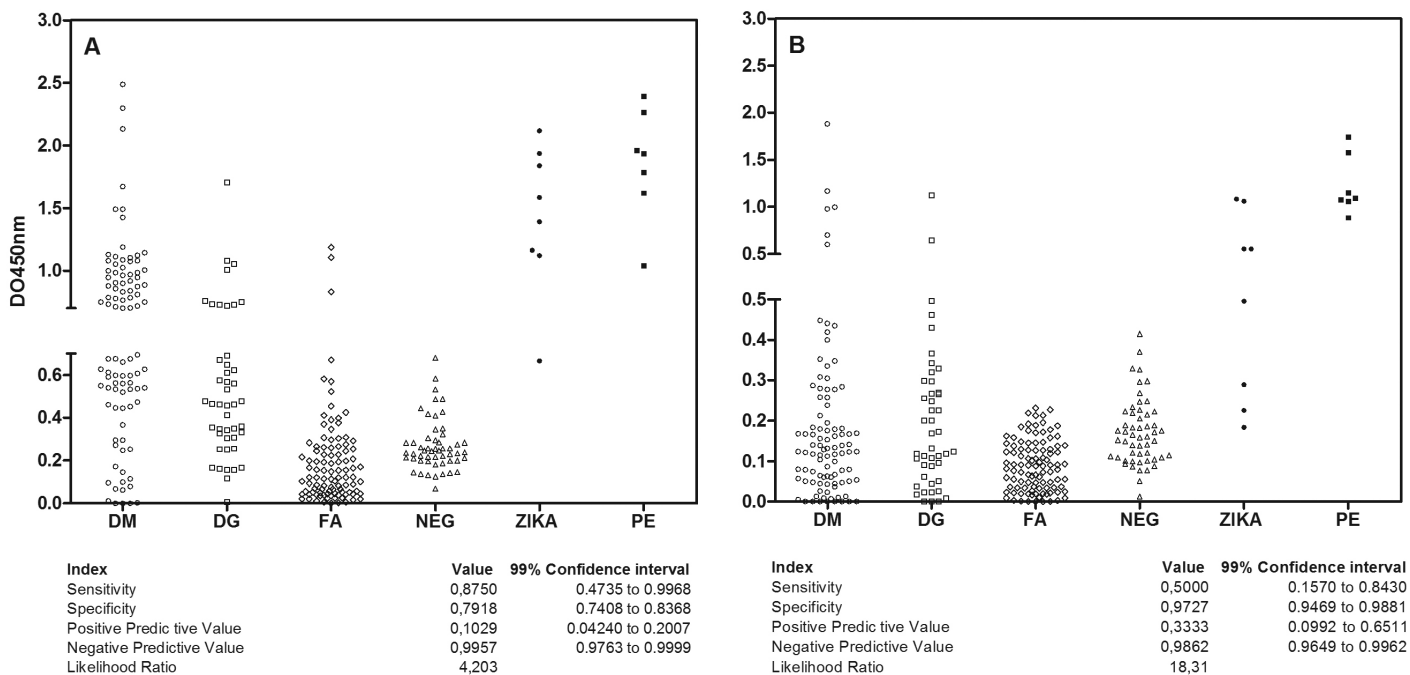 A
DO450nm
3.0
2.5
2.0
1.5
1.0
0.6
0.4
0.2
0.0
DM DG FA NEG ZIKA PE
Index Value 99% Confidence interval
Sensitivity 0,8750 0.4735 to 0.9968
Specificity 0,7918 0.7408 to 0.8368
Positive Predic tive Value 0,1029 0.04240 to 0.2007
Negative Predictive Value 0,9957 0.9763 to 0.9999
Likelihood Ratio 4,203
B
3.0
2.5
2.0
1.5
1.0
0.5
0.5
0.4
0.3
0.2
0.1
0.0
DM DG FA NEG ZIKA PE
Index Value 99% Confidence interval
Sensitivity 0,5000 0.1570 to 0.8430
Specificity 0,9727 0.9469 to 0.9881
Positive Predictive Value 0,3333 0.0992 to 0.6511
Negative Predictive Value 0,9862 0.9649 to 0.9962
Likelihood Ratio 18,31